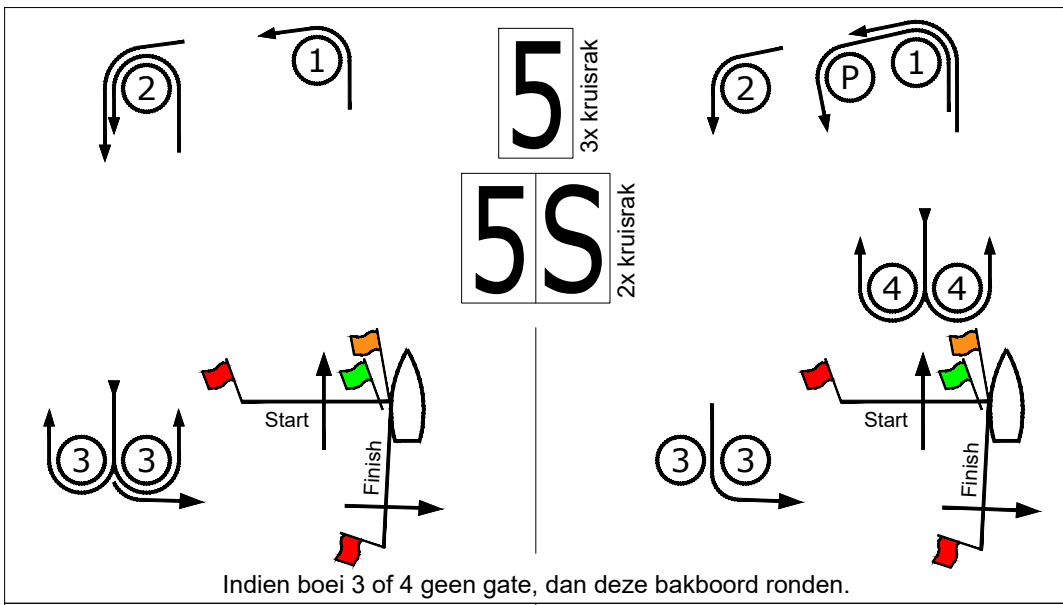 2
1
5
3x kruisrak
5S
2x kruisrak
2
P
1
4 4
Start
Finish
3 3
Start
Finish
3 3
Indien boei 3 of 4 geen gate, dan deze bakboord ronden.